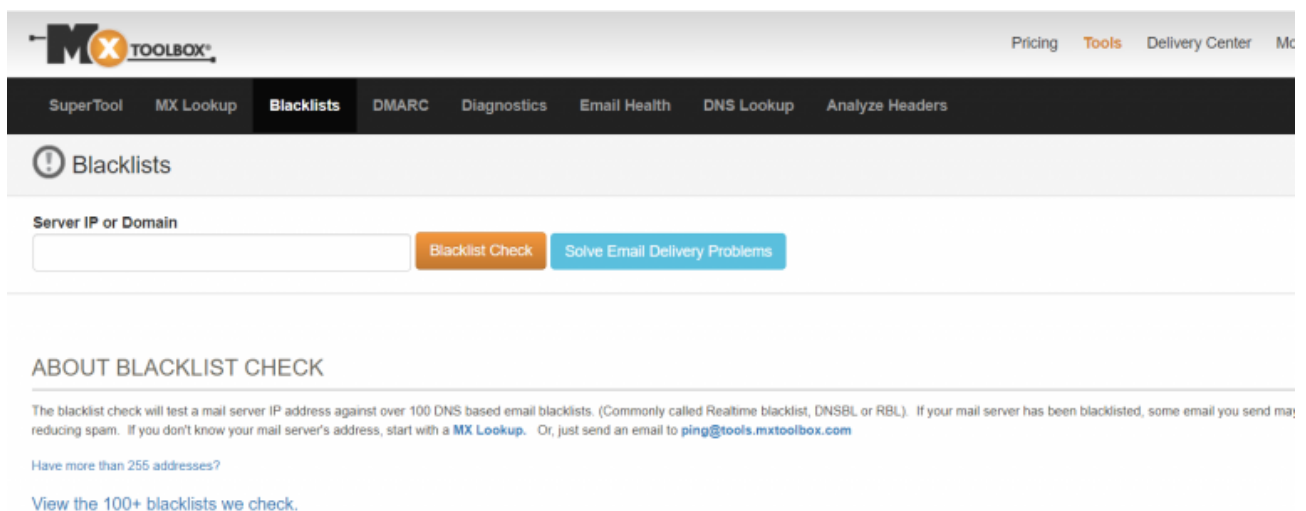 MX TOOLBOX®
Pricing Tools Delivery Center
SuperTool MX Lookup Blacklists DMARC Diagnostics Email Health DNS Lookup Analyze Headers
Blacklists
Server IP or Domain
Blacklist Check Solve Email Delivery Problems
ABOUT BLACKLIST CHECK
The blacklist check will test a mail server IP address against over 100 DNS based email blacklists. (Commonly called Realtime blacklist, DNSBL or RBL). If your mail server has been blacklisted, some email you send may
reducing spam. If you don't know your mail server's address, start with a MX Lookup. Or, just send an email to ping@tools.mxtoolbox.com
Have more than 255 addresses?
View the 100+ blacklists we check.